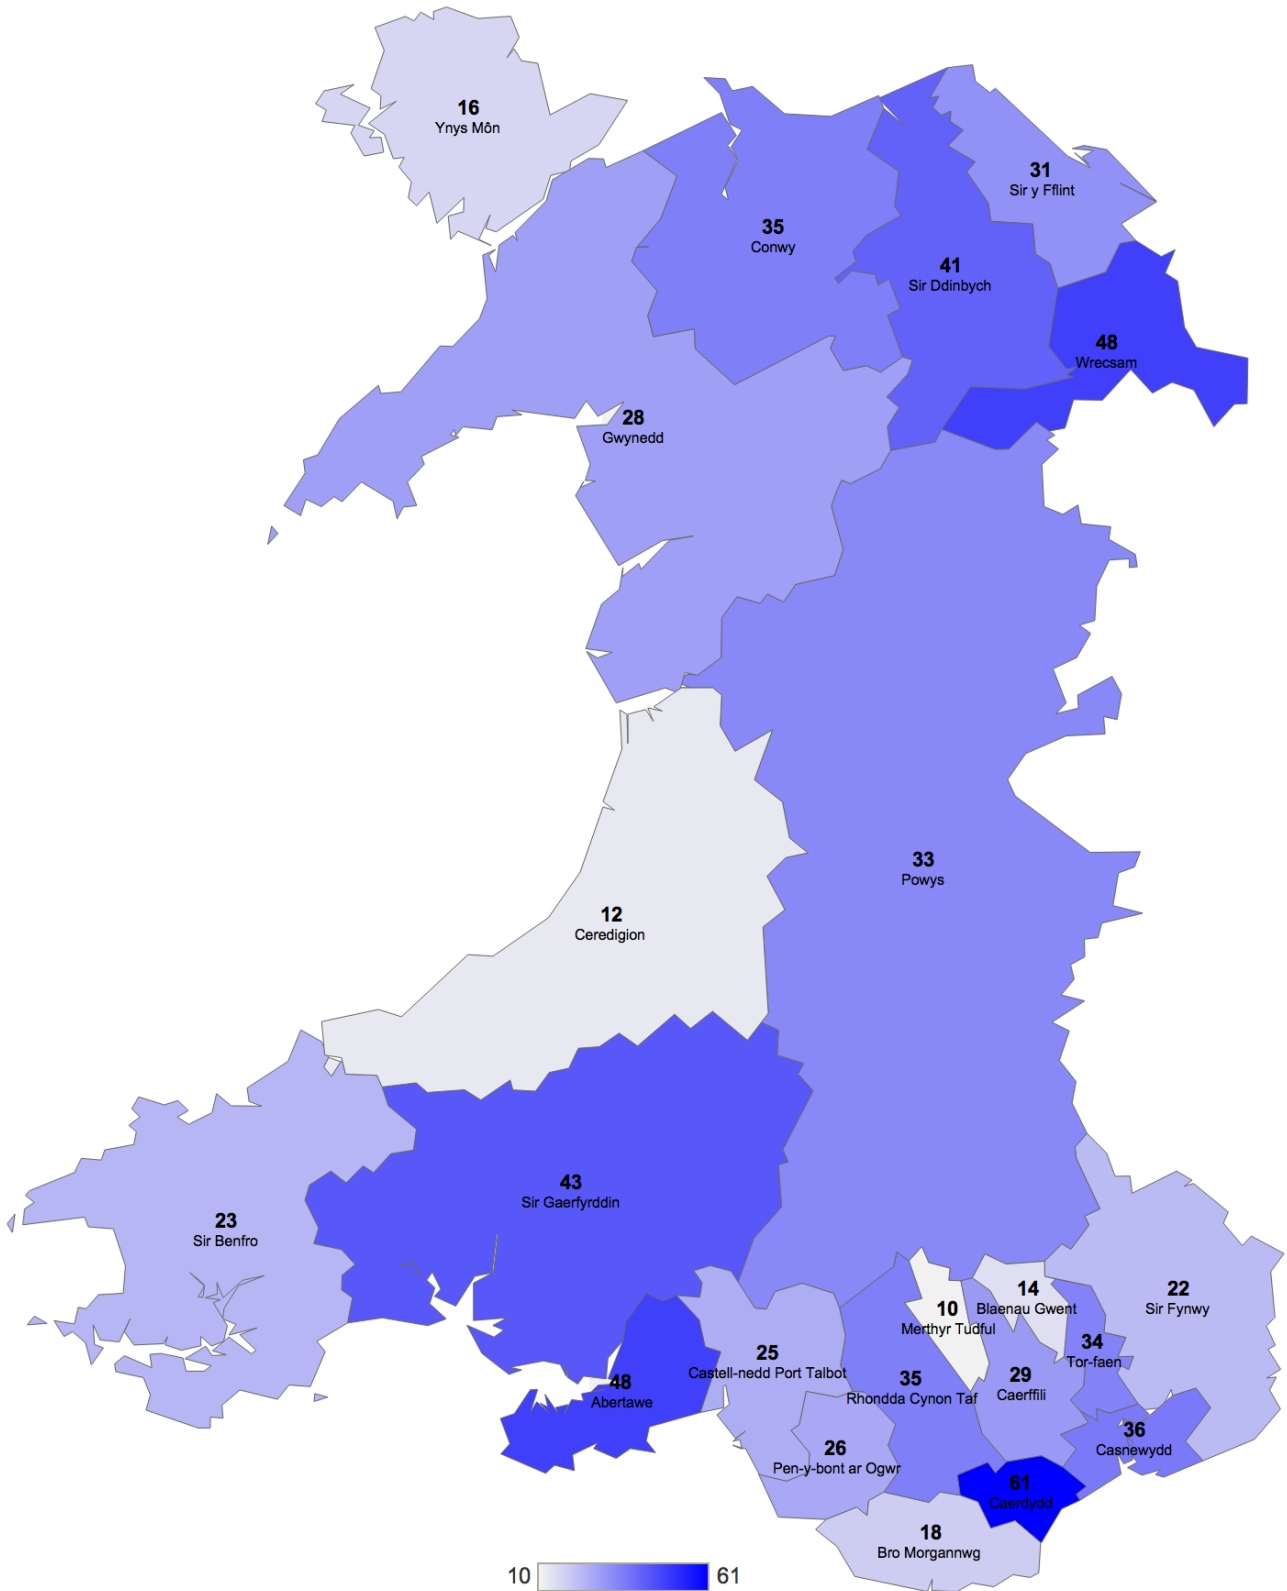 16
Ynys Môn
31
Sir y Fflint
35
Conwy
41
Sir Ddinbych
48
Wrecsam
28
Gwynedd
33
Powys
12
Ceredigion
43
Sir Gaerfyrddin
23
Sir Benfro
10
Merthyr Tudful
14
Blaenau Gwent
22
Sir Fynwy
34
Tor-faen
25
Castell-nedd Port Talbot
35
Rhondda Cynon Taf
29
Caerffili
48
Abertawe
36
Casnewydd
26
Pen-y-bont ar Ogwr
61
Caerdydd
18
Bro Morgannwg
10 61